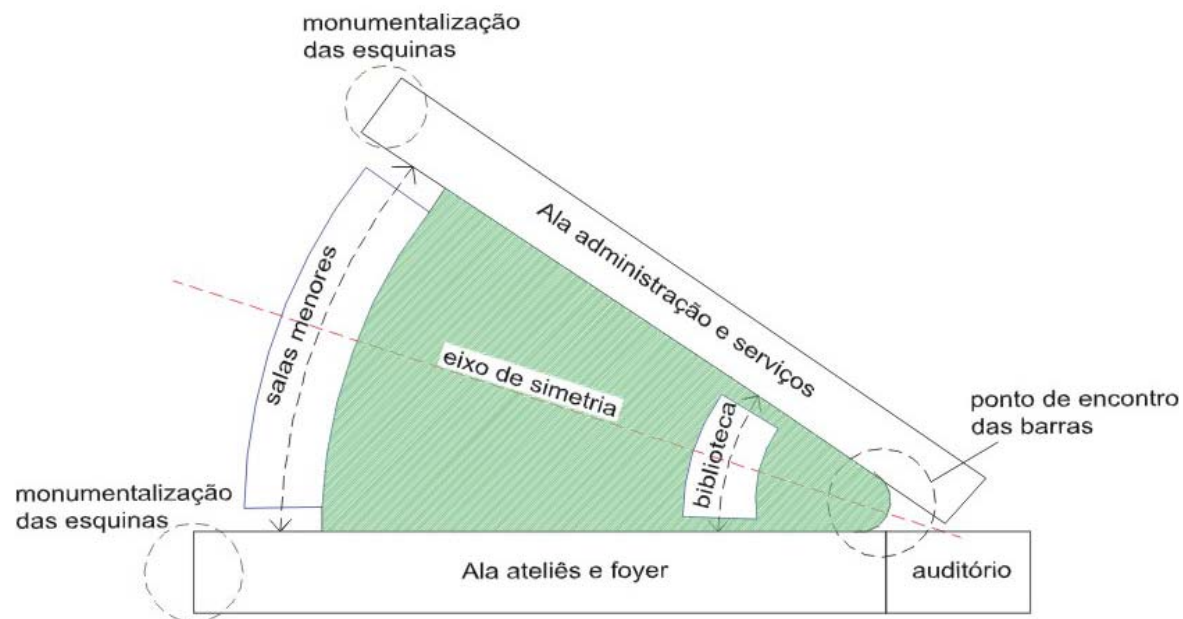 monumentalização
das esquinas
Ala administração e serviços
salas menores
eixo de simetria
biblioteca
ponto de encontro
das barras
monumentalização
das esquinas
Ala ateliês e foyer
auditório